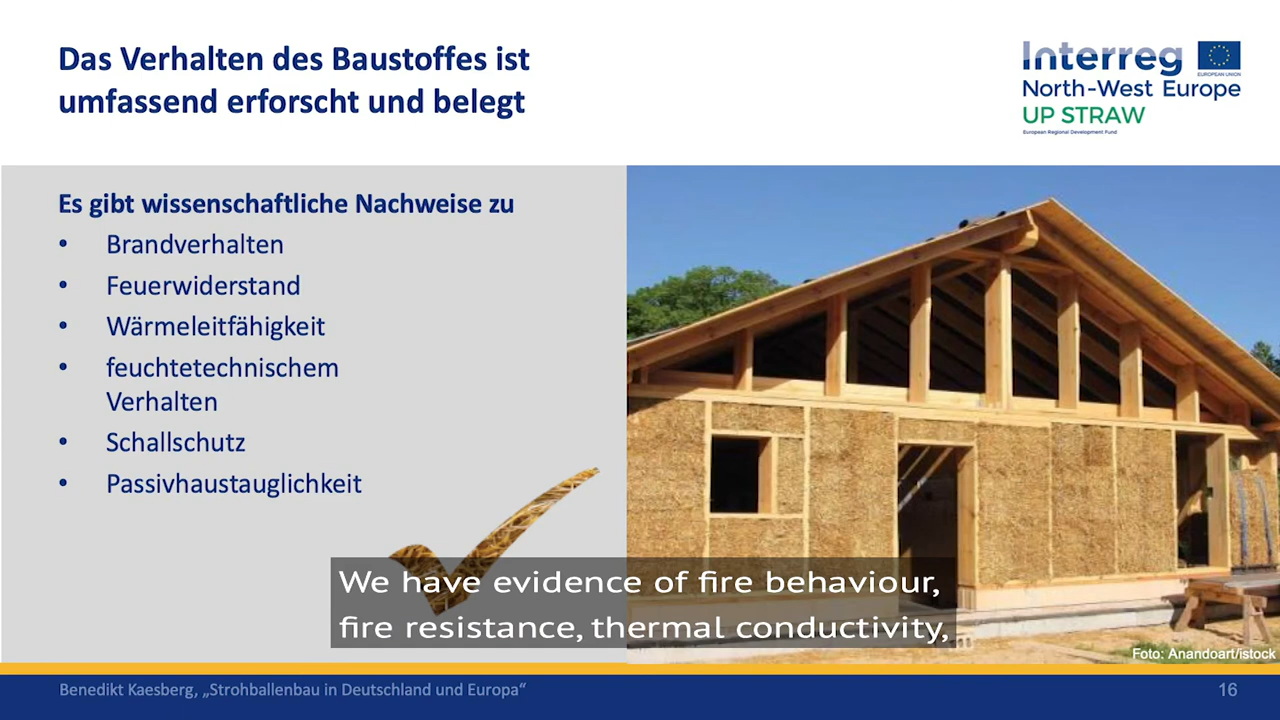 Das Verhalten des Baustoffes ist
umfassend erforscht und belegt
Interreg
EUROPEAN UNION
North-West Europe
UP STRAW
European Regional Development Fund
Es gibt wissenschaftliche Nachweise zu
• Brandverhalten
• Feuerwiderstand
• Wärmeleitfähigkeit
• feuchtetechnischem
Verhalten
• Schallschutz
• Passivhaustauglichkeit
We have evidence of fire behaviour,
fire resistance, thermal conductivity,
Foto: Anandoart/istock
Benedikt Kaesberg, „Strohballenbau in Deutschland und Europa“
16